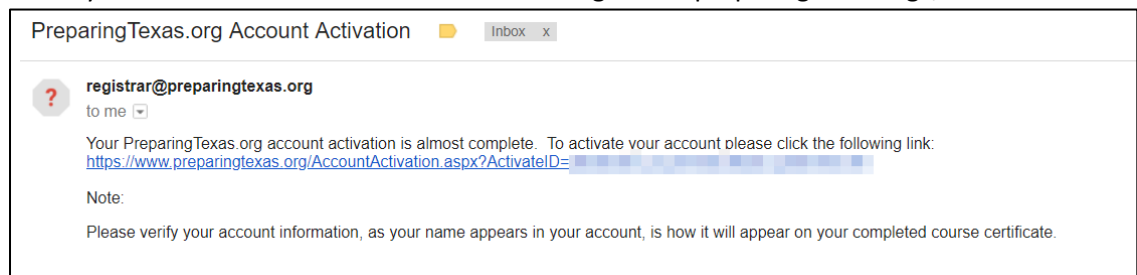 PreparingTexas.org Account Activation Inbox x
? registrar@preparingtexas.org
to me
Your PreparingTexas.org account activation is almost complete.  To activate your account please click the following link:
https://www.preparingtexas.org/AccountActivation.aspx?ActivateID=
Note:
Please verify your account information, as your name appears in your account, is how it will appear on your completed course certificate.